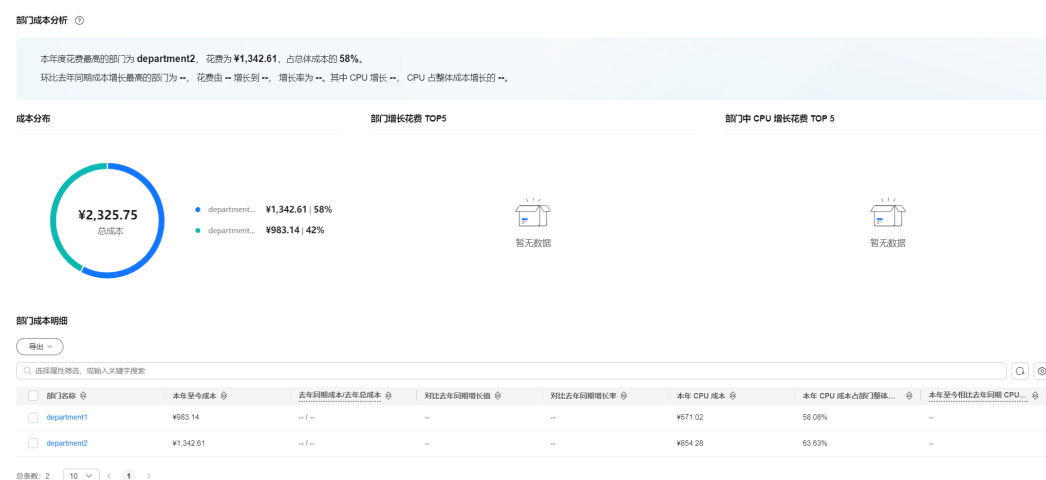 部门成本分析
本年度花费最高的部门为 department2， 花费为 ¥1,342.61，占总体成本的 58%。
环比去年同期成本增长最高的部门为 --， 花费由 -- 增长到 --， 增长率为 --。其中 CPU 增长 --， CPU 占整体成本增长的 --。
成本分布
部门增长花费 TOP5
部门中 CPU 增长花费 TOP 5
¥2,325.75
总成本
department... ¥1,342.61 | 58%
department... ¥983.14 | 42%
暂无数据
暂无数据
部门成本明细
导出
选择属性筛选，或输入关键字搜索
部门名称 本年至今成本 去年同期成本/去年总成本 对比去年同期增长值 对比去年同期增长率 本年 CPU 成本 本年 CPU 成本占部门整体... 本年至今相比去年同期 CPU...
department1 ¥983.14 -- / -- -- -- ¥571.02 58.08% --
department2 ¥1,342.61 -- / -- -- -- ¥854.28 63.63% --
总条数： 2 10 1